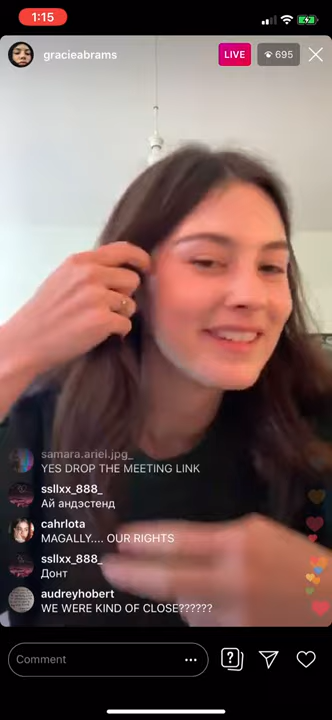 1:15
gracieabrams
LIVE
695
samara.ariel.jpg_
YES DROP THE MEETING LINK
ssllxx_888_
Ай андэстенд
cahrlota
MAGALLY.... OUR RIGHTS
ssllxx_888_
Донт
audreyhobert
WE WERE KIND OF CLOSE??????
Comment